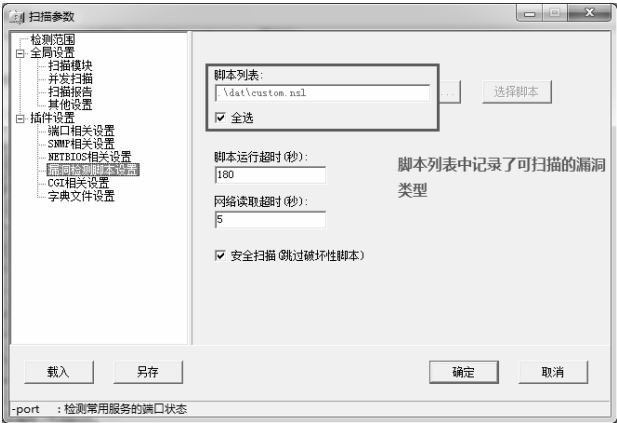 扫描参数
检测范围
全局设置
扫描模块
并发扫描
扫描报告
其他设置
插件设置
端口相关设置
SNMP相关设置
NETBIOS相关设置
漏洞检测脚本设置
CGI相关设置
字典文件设置
脚本列表:
.\dat\custom.nsl
...
选择脚本
全选
脚本运行超时(秒):
180
网络读取超时(秒):
5
脚本列表中记录了可扫描的漏洞
类型
安全扫描(跳过破坏性脚本)
载入
另存
确定
取消
-port :检测常用服务的端口状态